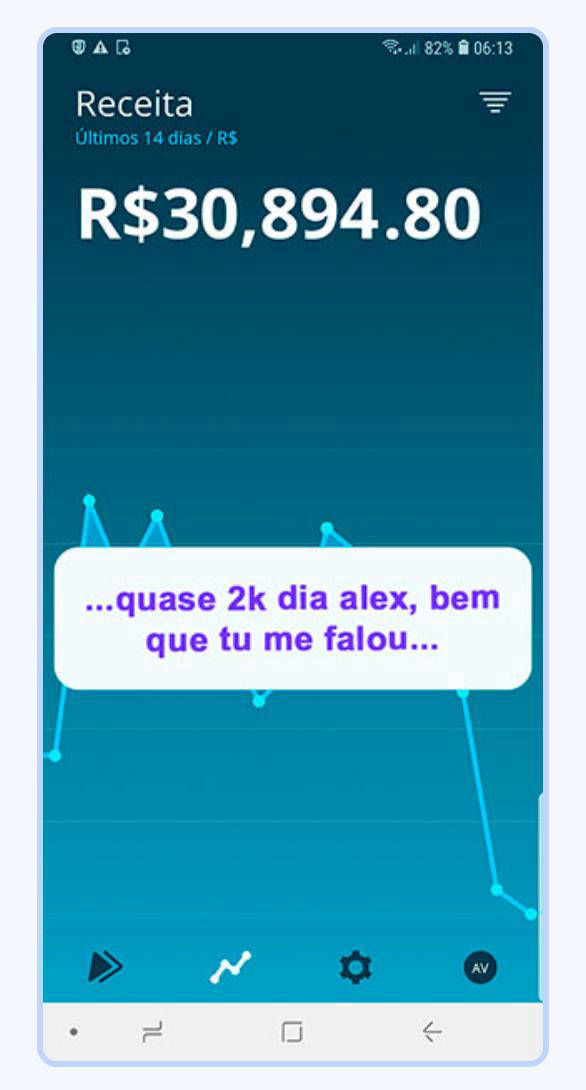 82% 06:13
Receita
Últimos 14 dias / R$
R$30,894.80
...quase 2k dia alex, bem
que tu me falou...
AV